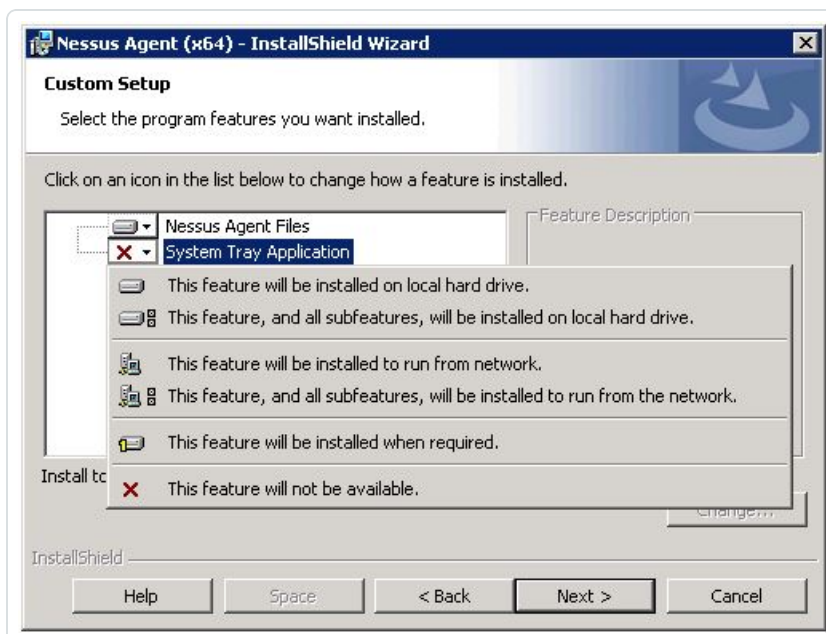 Nessus Agent (x64) - InstallShield Wizard
Custom Setup
Select the program features you want installed.
Click on an icon in the list below to change how a feature is installed.
Feature Description
Nessus Agent Files
System Tray Application
This feature will be installed on local hard drive.
This feature, and all subfeatures, will be installed on local hard drive.
This feature will be installed to run from network.
This feature, and all subfeatures, will be installed to run from the network.
This feature will be installed when required.
This feature will not be available.
Install to
Change...
InstallShield
Help
Space
< Back
Next >
Cancel